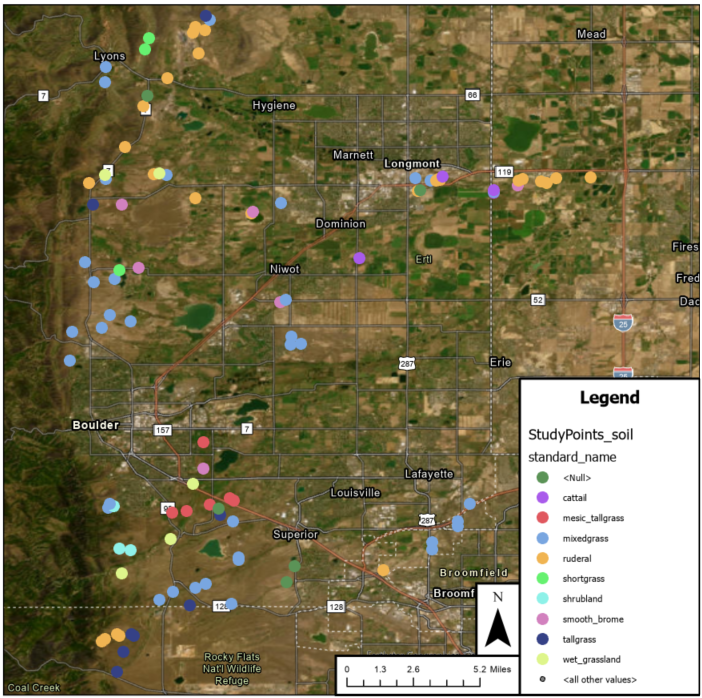 Mead
Lyons
7
66
Hygiene
Marnett
Longmont
119
7
Dominion
Fires
Ertl
Niwot
Fred
52
Dac
25
287
Erie
25
Boulder
157
7
Lafayette
Louisville
287
Superior
Broomfield
Broomf
128
128
Rocky Flats
Nat'l Wildlife
Refuge
Coal Creek
N
0 1.3 2.6 5.2 Miles
Legend
StudyPoints_soil
standard_name
<Null>
cattail
mesic_tallgrass
mixedgrass
ruderal
shortgrass
shrubland
smooth_brome
tallgrass
wet_grassland
<all other values>